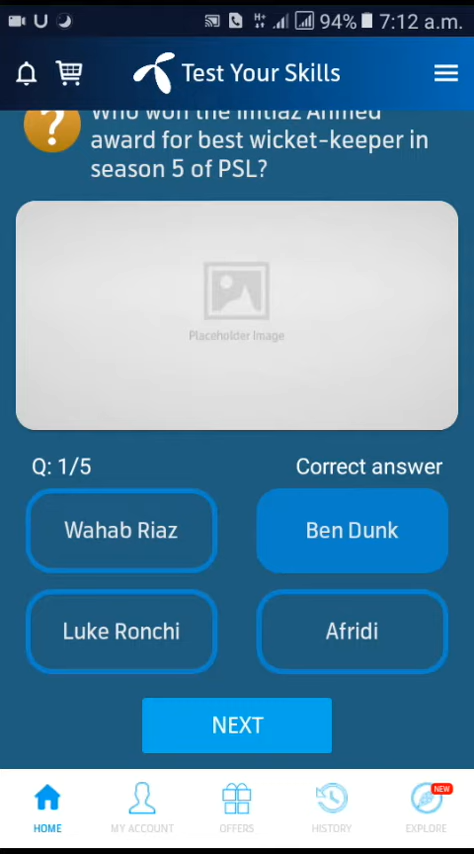 U 94% 7:12 a.m.
Test Your Skills
Who won the Imtiaz Ahmed
award for best wicket-keeper in
season 5 of PSL?
Placeholder Image
Q: 1/5 Correct answer
Wahab Riaz Ben Dunk
Luke Ronchi Afridi
NEXT
NEW
HOME MY ACCOUNT OFFERS HISTORY EXPLORE